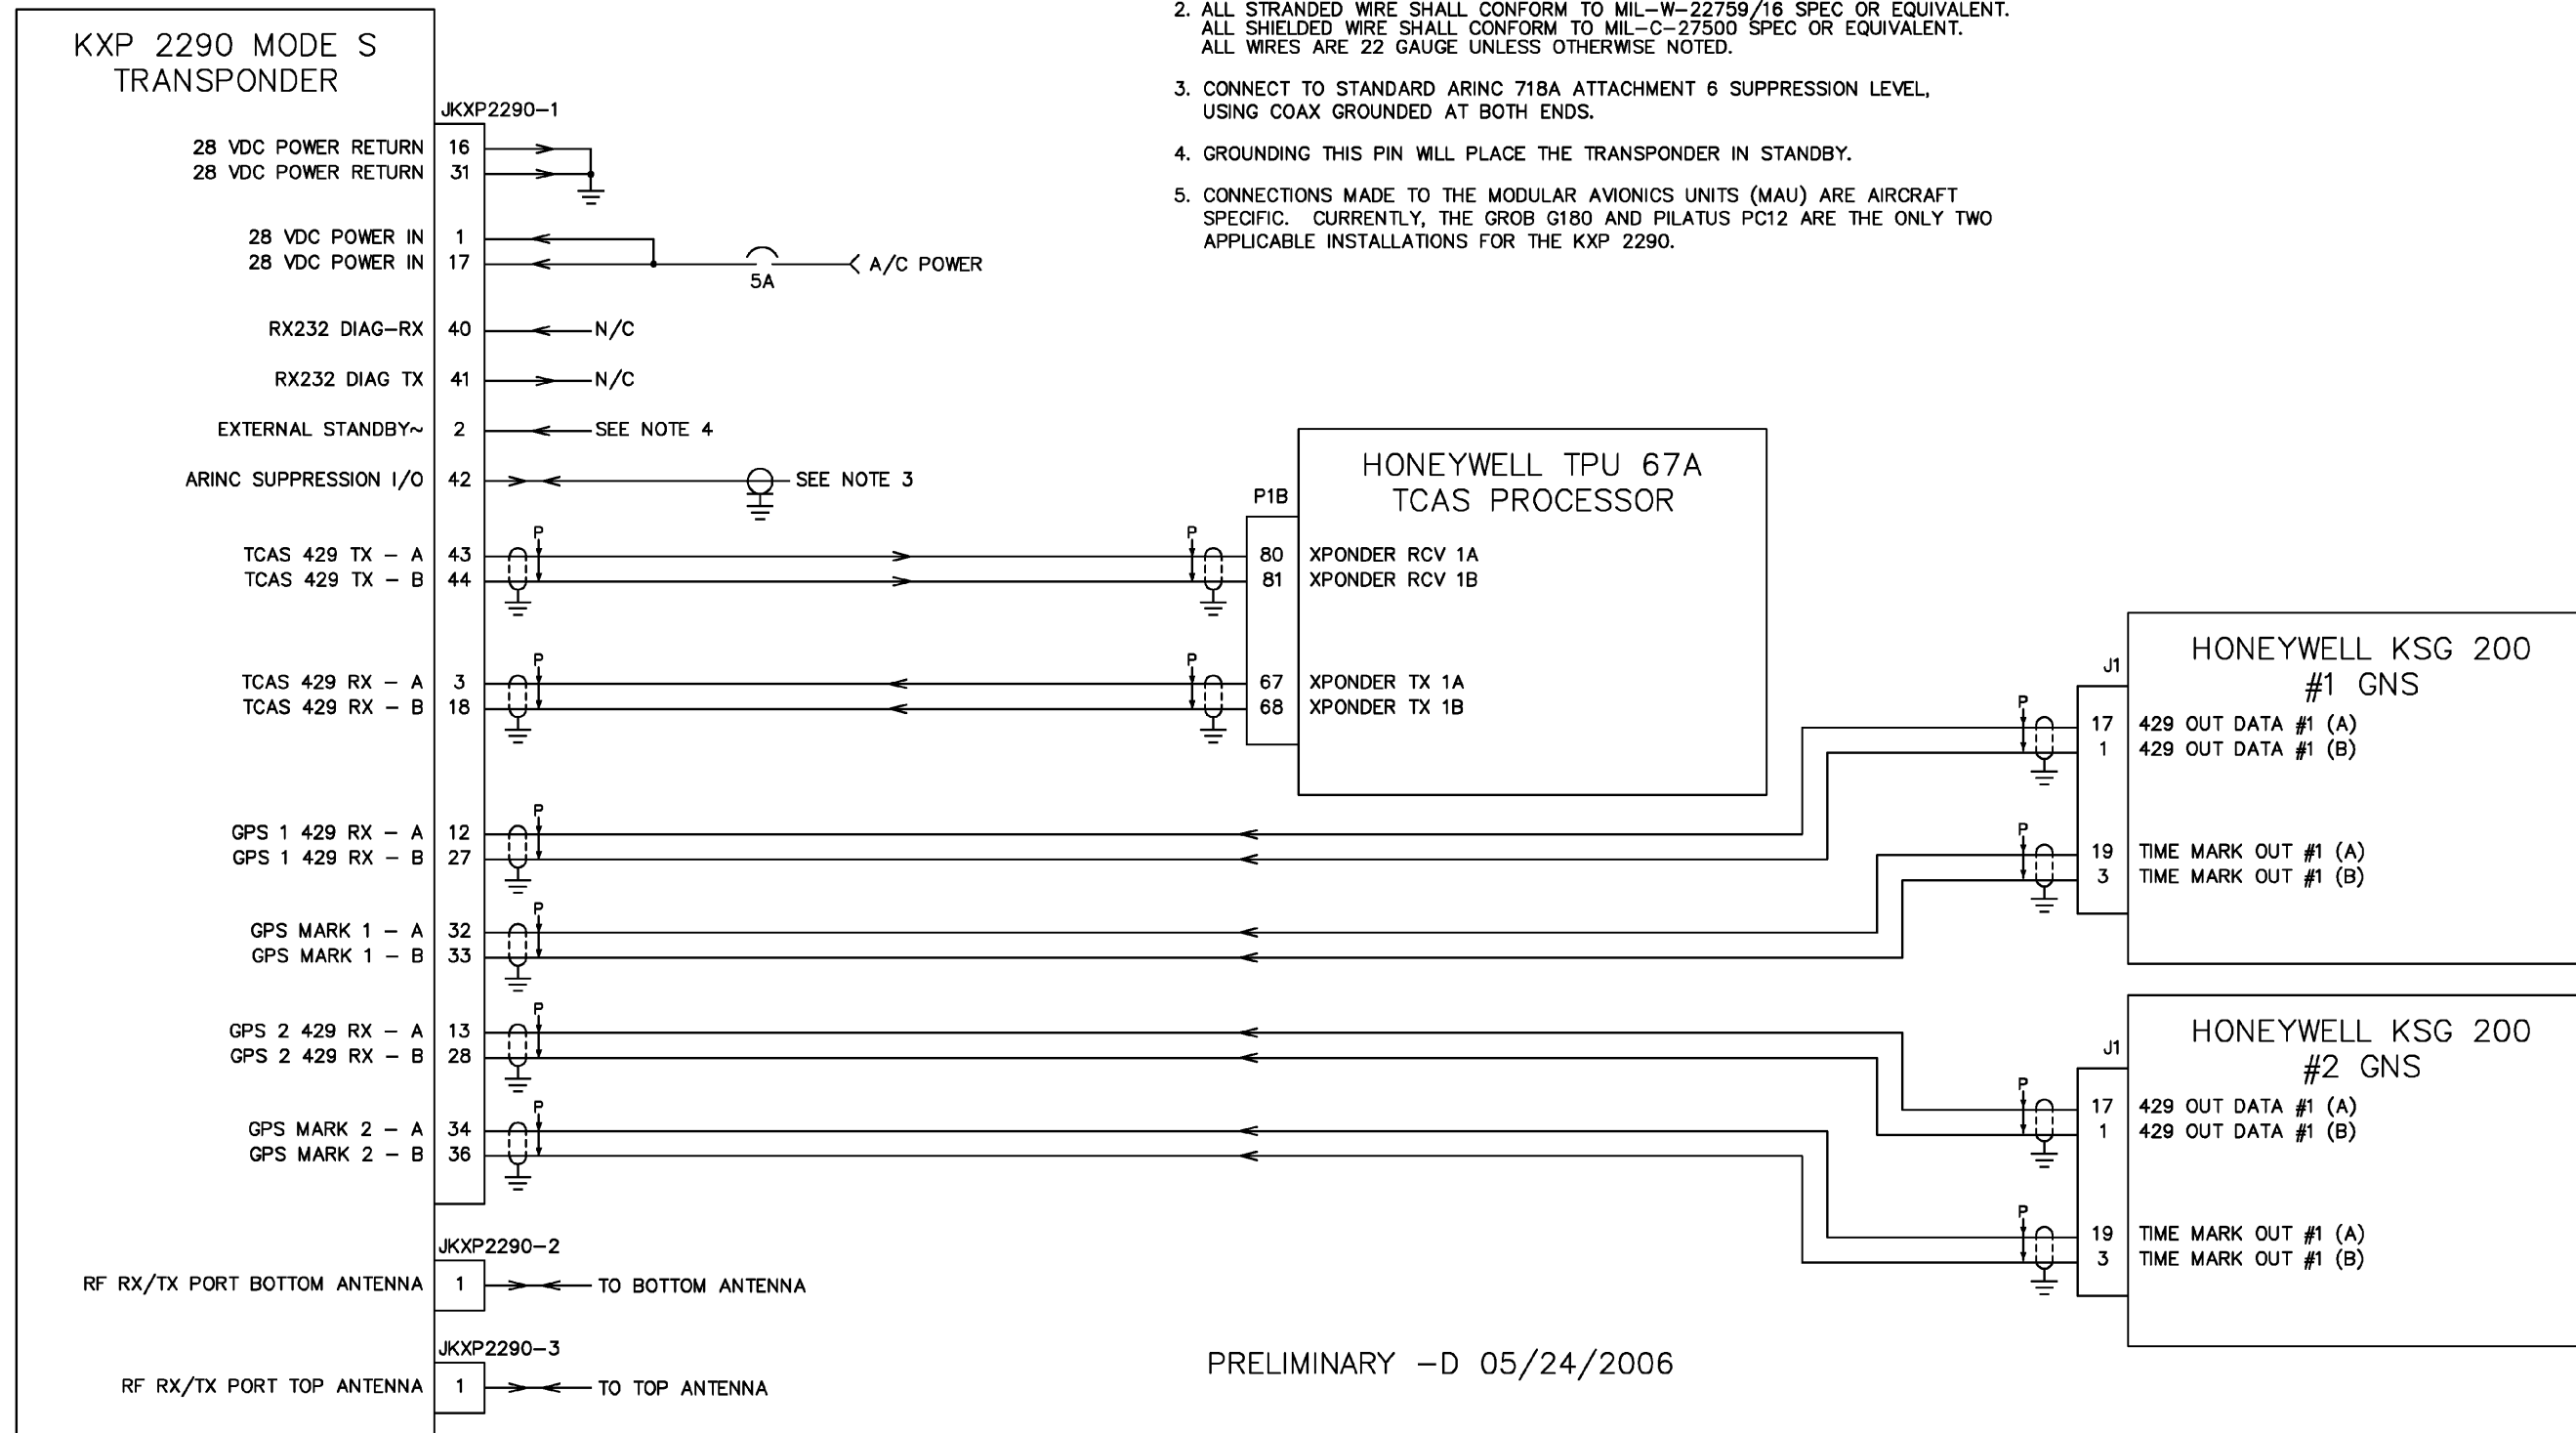 2. ALL STRANDED WIRE SHALL CONFORM TO MIL-W-22759/16 SPEC OR EQUIVALENT.
ALL SHIELDED WIRE SHALL CONFORM TO MIL-C-27500 SPEC OR EQUIVALENT.
ALL WIRES ARE 22 GAUGE UNLESS OTHERWISE NOTED.
3. CONNECT TO STANDARD ARINC 718A ATTACHMENT 6 SUPPRESSION LEVEL,
USING COAX GROUNDED AT BOTH ENDS.
4. GROUNDING THIS PIN WILL PLACE THE TRANSPONDER IN STANDBY.
5. CONNECTIONS MADE TO THE MODULAR AVIONICS UNITS (MAU) ARE AIRCRAFT
SPECIFIC. CURRENTLY, THE GROB G180 AND PILATUS PC12 ARE THE ONLY TWO
APPLICABLE INSTALLATIONS FOR THE KXP 2290.
KXP 2290 MODE S
TRANSPONDER
JKXP2290-1
28 VDC POWER RETURN 16
28 VDC POWER RETURN 31
28 VDC POWER IN 1
28 VDC POWER IN 17 A/C POWER
5A
RX232 DIAG-RX 40 N/C
RX232 DIAG TX 41 N/C
EXTERNAL STANDBY~ 2 SEE NOTE 4
ARINC SUPPRESSION I/O 42 SEE NOTE 3
HONEYWELL TPU 67A
TCAS PROCESSOR
P1B
P P
TCAS 429 TX - A 43 80 XPONDER RCV 1A
TCAS 429 TX - B 44 81 XPONDER RCV 1B
P P
TCAS 429 RX - A 3 67 XPONDER TX 1A
TCAS 429 RX - B 18 68 XPONDER TX 1B
HONEYWELL KSG 200
#1 GNS
J1
P
17 429 OUT DATA #1 (A)
1 429 OUT DATA #1 (B)
P
19 TIME MARK OUT #1 (A)
3 TIME MARK OUT #1 (B)
P
GPS 1 429 RX - A 12
GPS 1 429 RX - B 27
P
GPS MARK 1 - A 32
GPS MARK 1 - B 33
P
GPS 2 429 RX - A 13
GPS 2 429 RX - B 28
P
GPS MARK 2 - A 34
GPS MARK 2 - B 36
HONEYWELL KSG 200
#2 GNS
J1
P
17 429 OUT DATA #1 (A)
1 429 OUT DATA #1 (B)
P
19 TIME MARK OUT #1 (A)
3 TIME MARK OUT #1 (B)
JKXP2290-2
RF RX/TX PORT BOTTOM ANTENNA 1 TO BOTTOM ANTENNA
JKXP2290-3
RF RX/TX PORT TOP ANTENNA 1 TO TOP ANTENNA
PRELIMINARY -D 05/24/2006